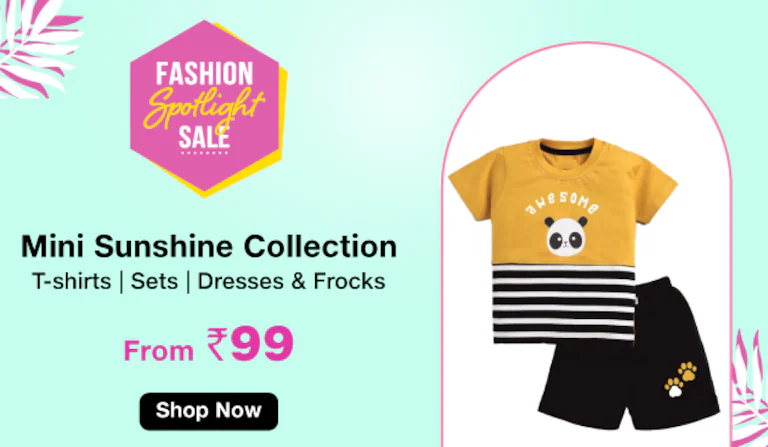 FASHION
Spotlight
SALE
Mini Sunshine Collection
T-shirts | Sets | Dresses & Frocks
From ₹99
Shop Now
awesome